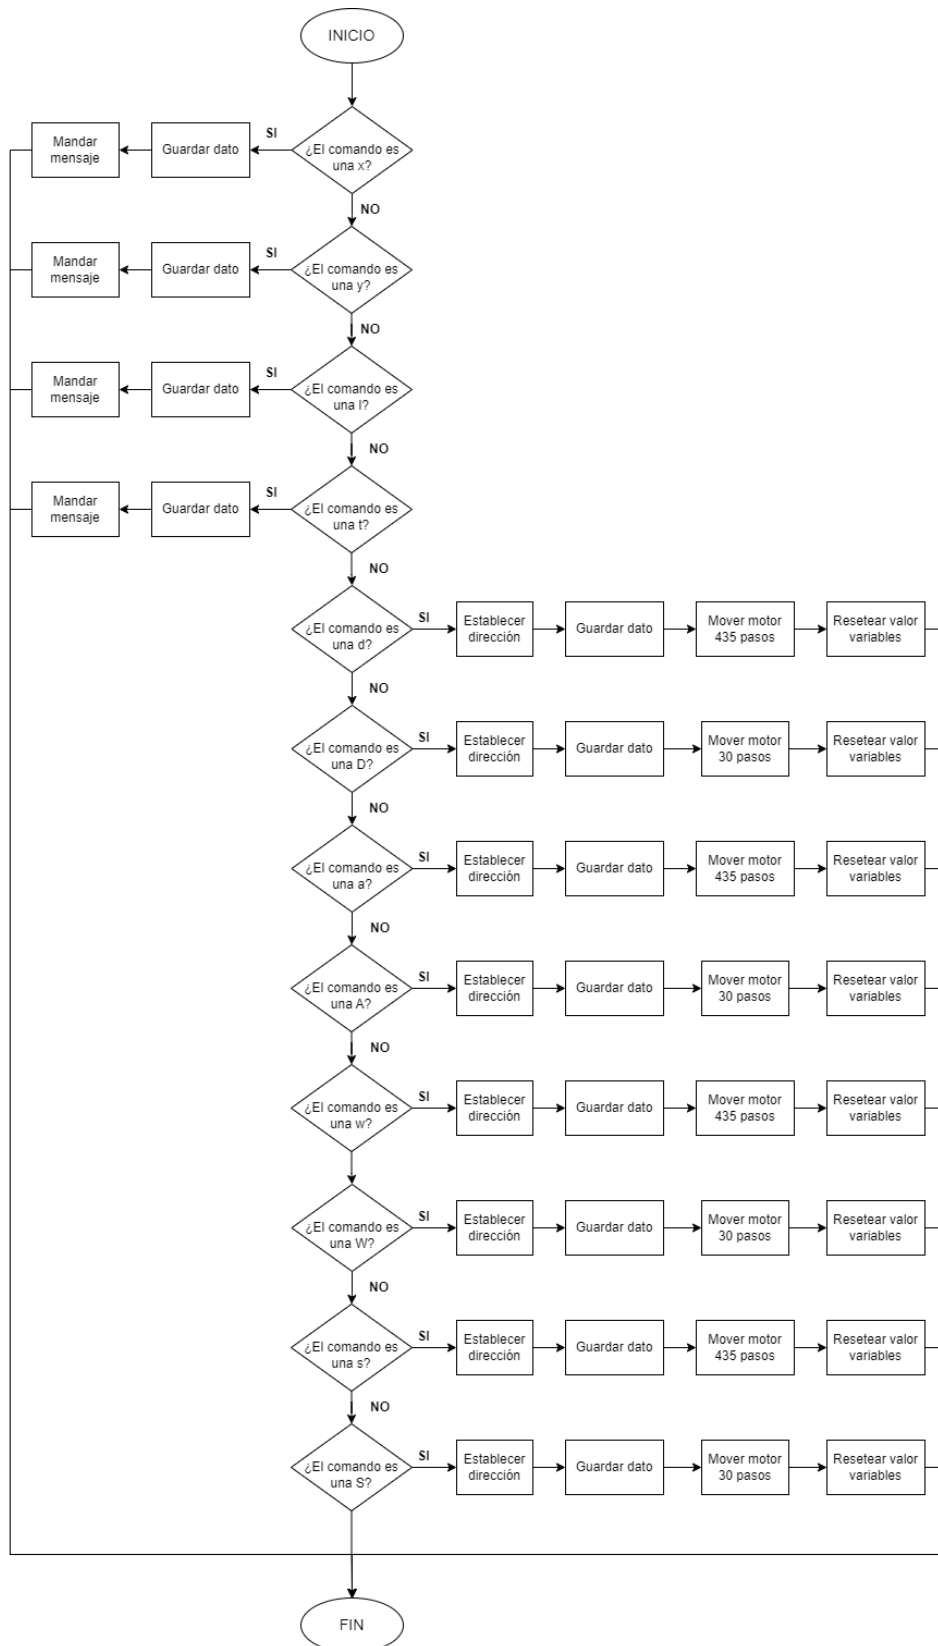 INICIO
Mandar
mensaje
Guardar dato
SI
¿El comando es
una x?
NO
Mandar
mensaje
Guardar dato
SI
¿El comando es
una y?
NO
Mandar
mensaje
Guardar dato
SI
¿El comando es
una l?
NO
Mandar
mensaje
Guardar dato
SI
¿El comando es
una t?
NO
¿El comando es
una d?
SI
Establecer
dirección
Guardar dato
Mover motor
435 pasos
Resetear valor
variables
NO
¿El comando es
una D?
SI
Establecer
dirección
Guardar dato
Mover motor
30 pasos
Resetear valor
variables
NO
¿El comando es
una a?
SI
Establecer
dirección
Guardar dato
Mover motor
435 pasos
Resetear valor
variables
NO
¿El comando es
una A?
SI
Establecer
dirección
Guardar dato
Mover motor
30 pasos
Resetear valor
variables
NO
¿El comando es
una w?
SI
Establecer
dirección
Guardar dato
Mover motor
435 pasos
Resetear valor
variables
¿El comando es
una W?
SI
Establecer
dirección
Guardar dato
Mover motor
30 pasos
Resetear valor
variables
NO
¿El comando es
una s?
SI
Establecer
dirección
Guardar dato
Mover motor
435 pasos
Resetear valor
variables
NO
¿El comando es
una S?
SI
Establecer
dirección
Guardar dato
Mover motor
30 pasos
Resetear valor
variables
FIN